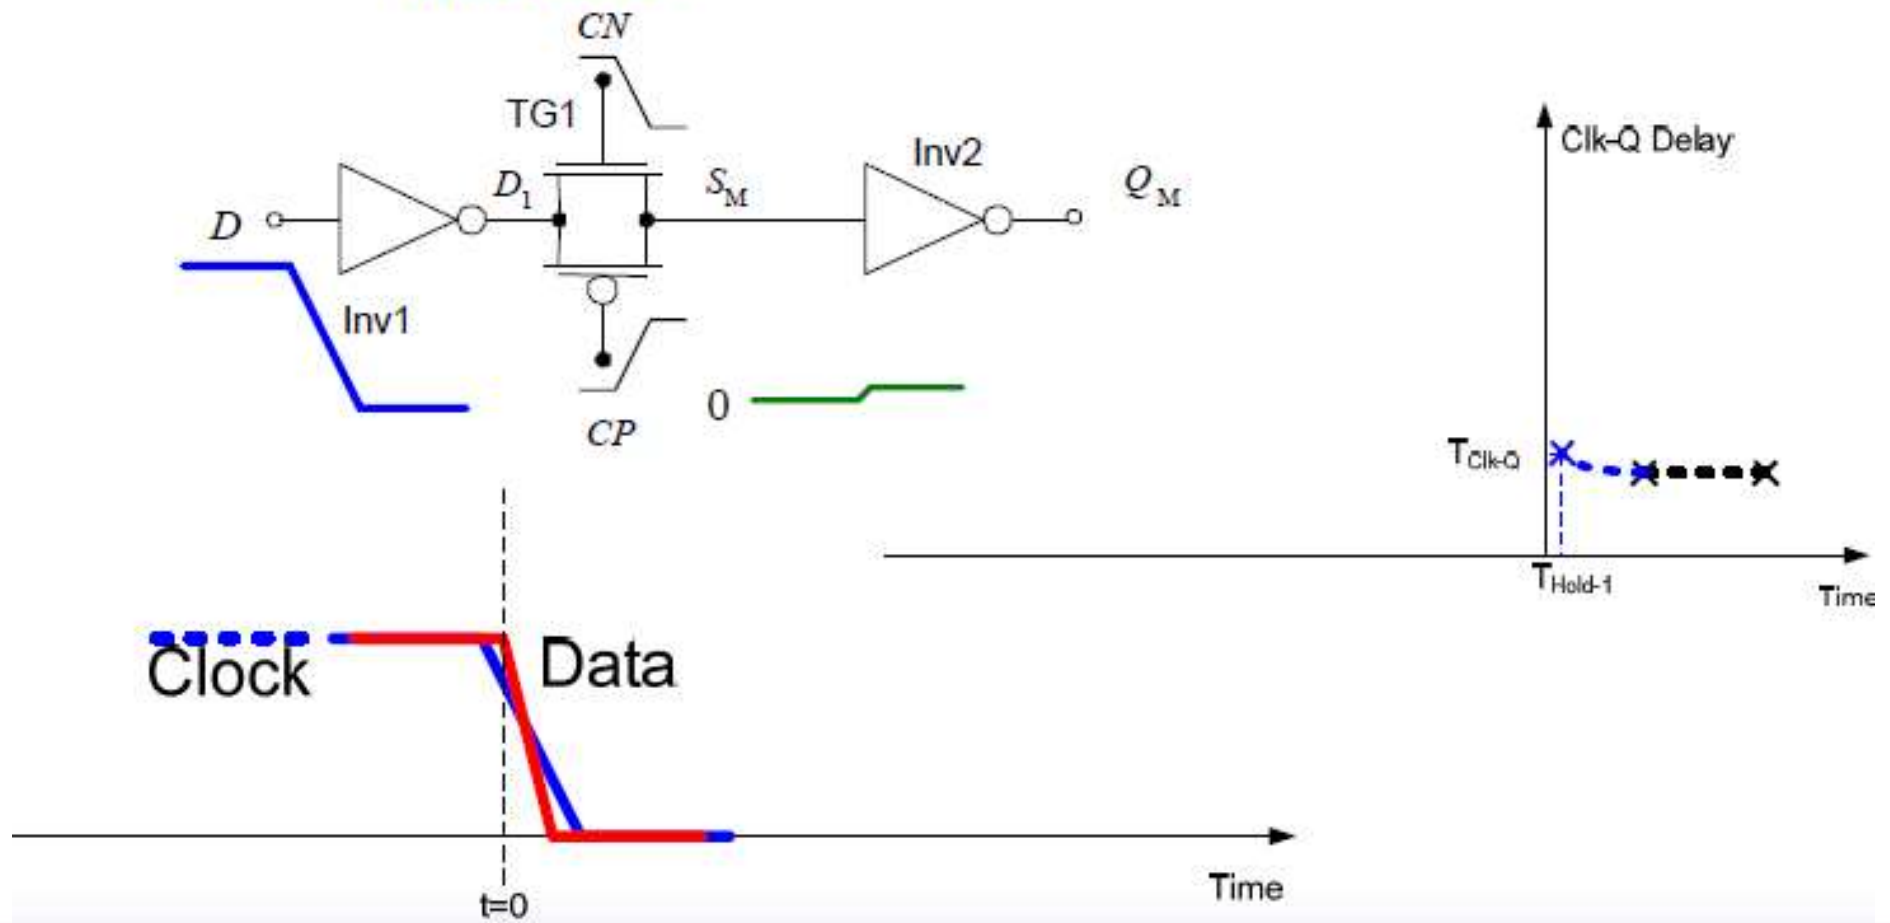 CN
TG1
Inv2
Clk-Q Delay
D
D1
SM
QM
Inv1
0
CP
TClk-Q
THold-1
Time
Clock
Data
Time
t=0